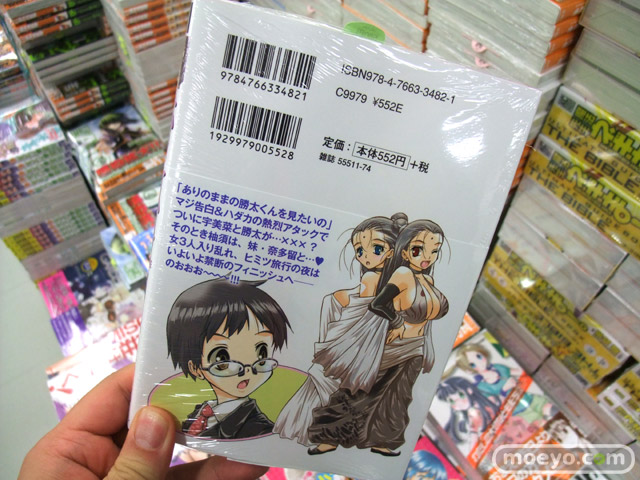 ISBN978-4-7663-3482-1
C9979 ¥552E
9784766334821
1929979005528
定価：本体552円+税
雑誌 55511-74
「ありのままの勝太くんを見たいの」
マジ告白&ハダカの熱烈アタックで
ついに宇美菜と勝太が…×××？
そのとき柚須は、妹・奈多留と…♥
女3人入り乱れ、ヒミツ旅行の夜は
いよいよ禁断のフィニッシュへ――
のおおお～～～!!!
moeyo.com